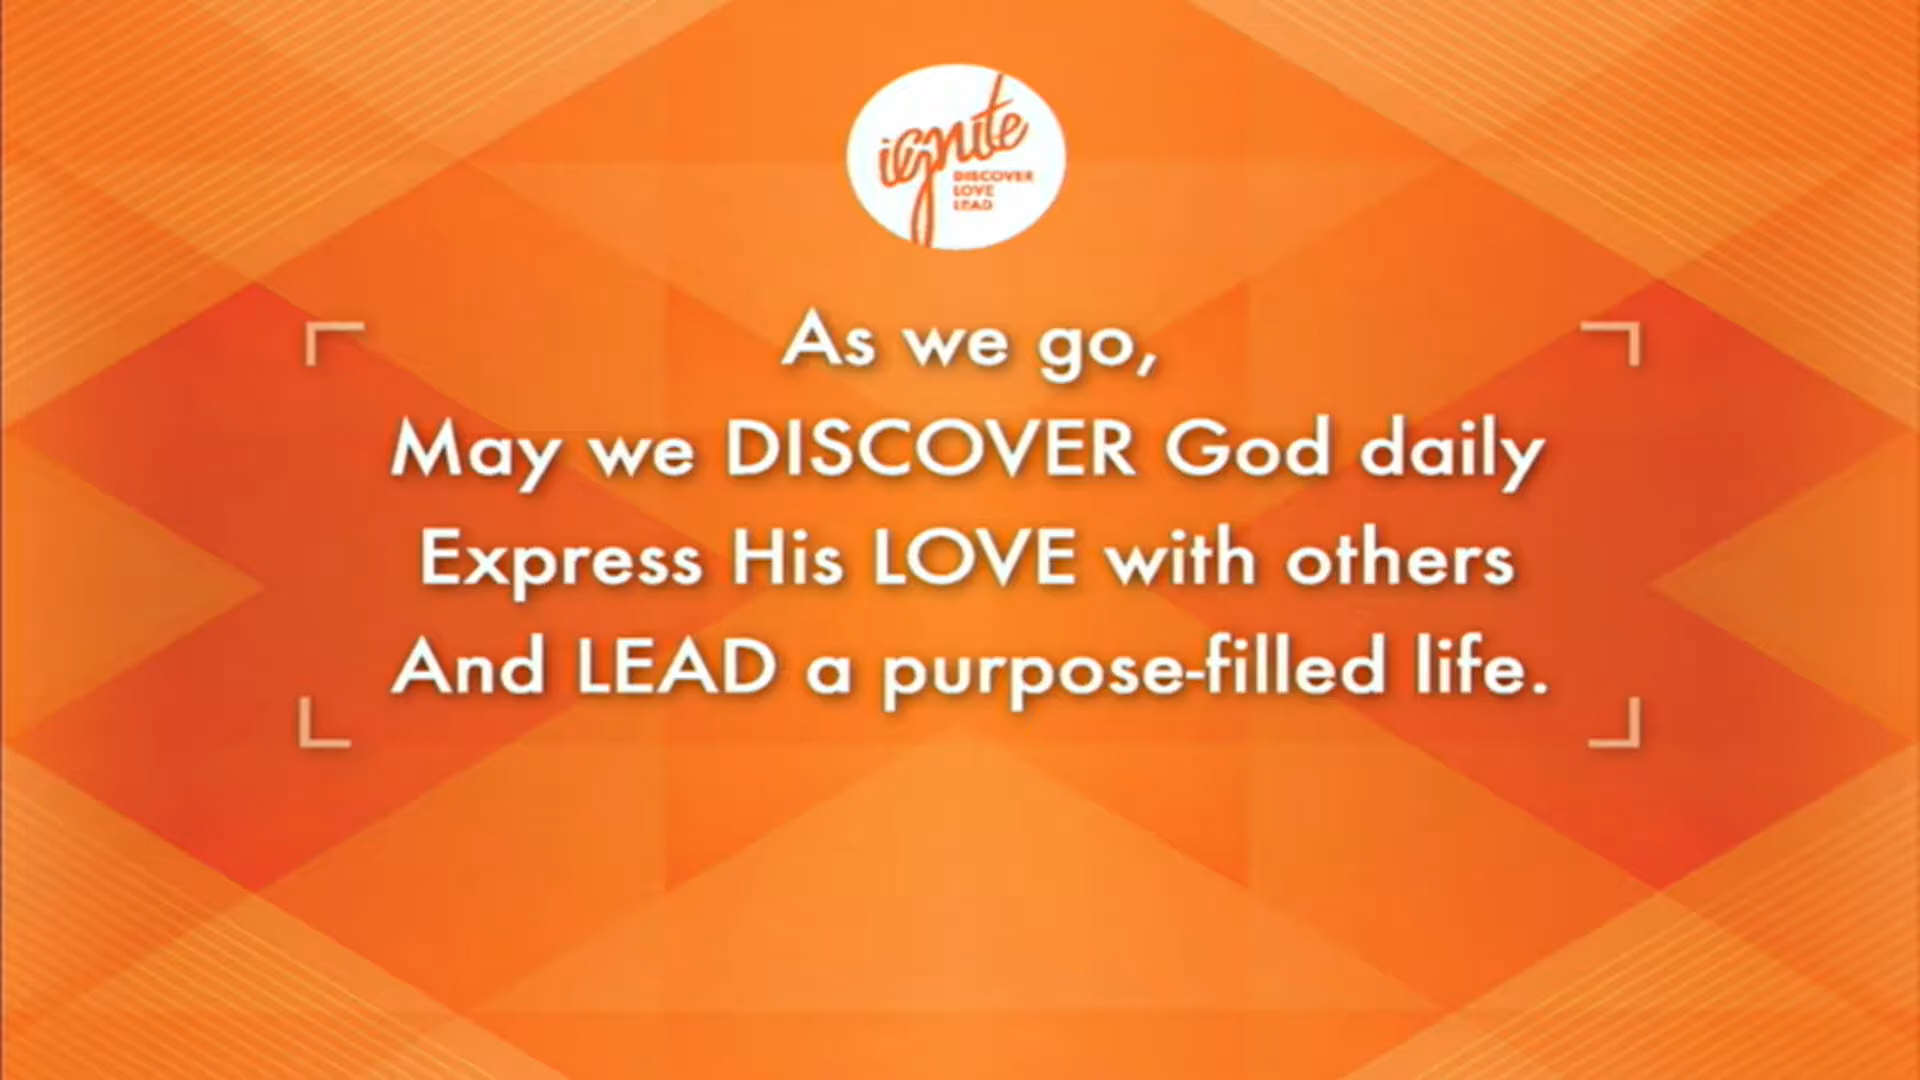 ignite
DISCOVER
LOVE
LEAD
As we go,
May we DISCOVER God daily
Express His LOVE with others
And LEAD a purpose-filled life.